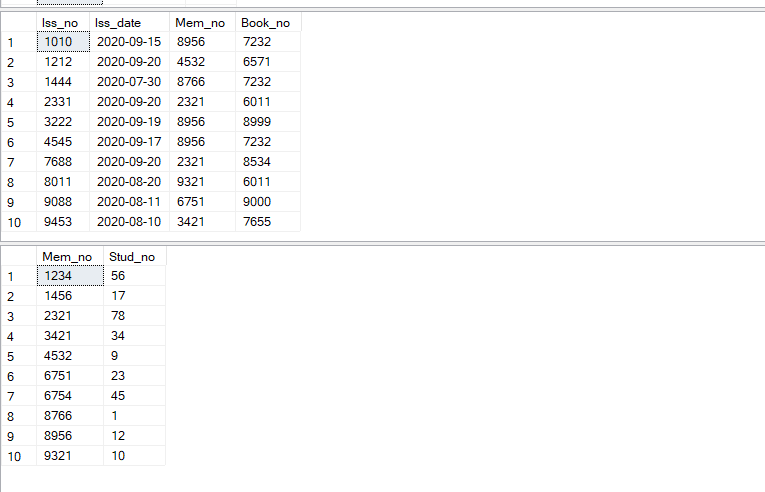 Iss_no Iss_date Mem_no Book_no
1 1010 2020-09-15 8956 7232
2 1212 2020-09-20 4532 6571
3 1444 2020-07-30 8766 7232
4 2331 2020-09-20 2321 6011
5 3222 2020-09-19 8956 8999
6 4545 2020-09-17 8956 7232
7 7688 2020-09-20 2321 8534
8 8011 2020-08-20 9321 6011
9 9088 2020-08-11 6751 9000
10 9453 2020-08-10 3421 7655
Mem_no Stud_no
1 1234 56
2 1456 17
3 2321 78
4 3421 34
5 4532 9
6 6751 23
7 6754 45
8 8766 1
9 8956 12
10 9321 10